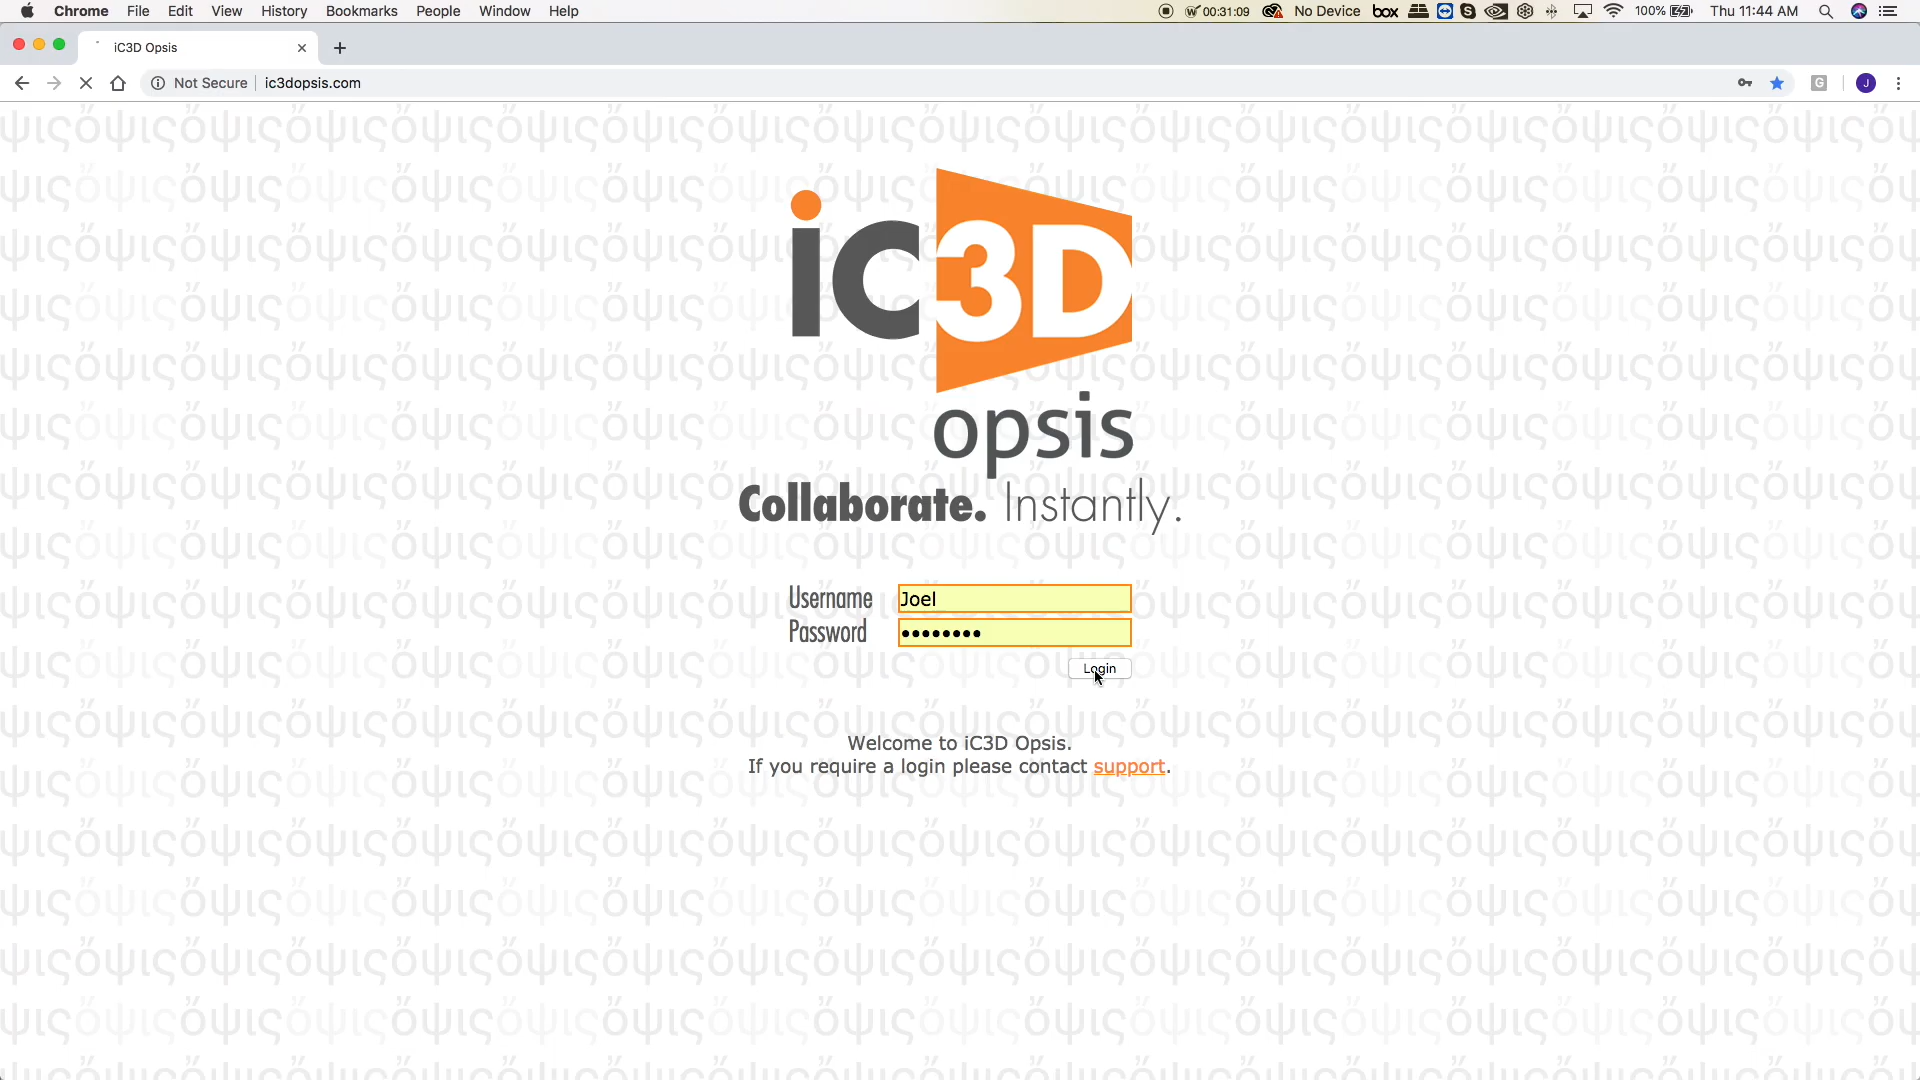 Chrome File Edit View History Bookmarks People Window Help 00:31:09 No Device box 100% Thu 11:44 AM
iC3D Opsis
Not Secure ic3dopsis.com G J
iC3D
opsis
Collaborate. Instantly.
Username Joel
Password ••••••••
Login
Welcome to iC3D Opsis.
If you require a login please contact support.